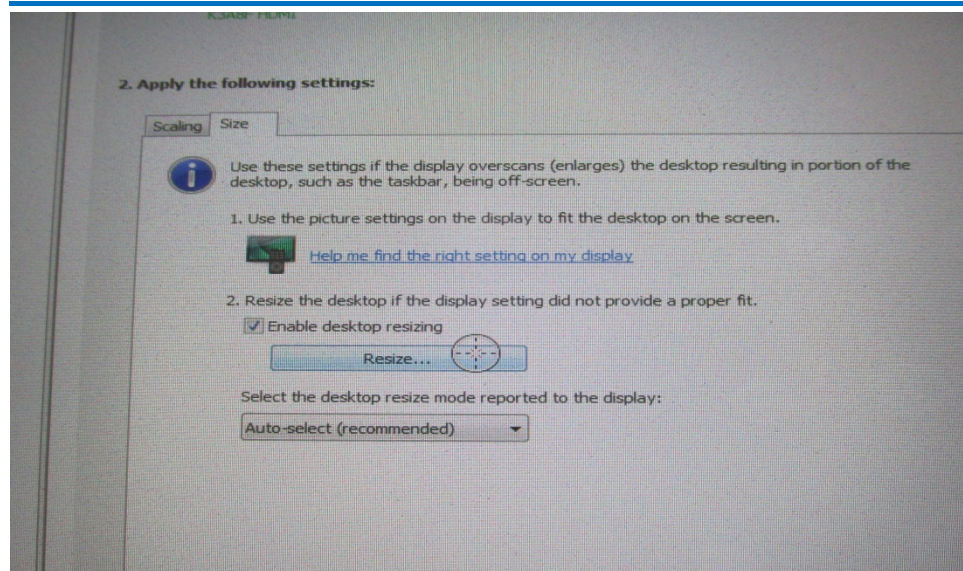 2. Apply the following settings:
Scaling
Size
Use these settings if the display overscans (enlarges) the desktop resulting in portion of the
desktop, such as the taskbar, being off-screen.
1. Use the picture settings on the display to fit the desktop on the screen.
Help me find the right setting on my display
2. Resize the desktop if the display setting did not provide a proper fit.
Enable desktop resizing
Resize...
Select the desktop resize mode reported to the display:
Auto-select (recommended)